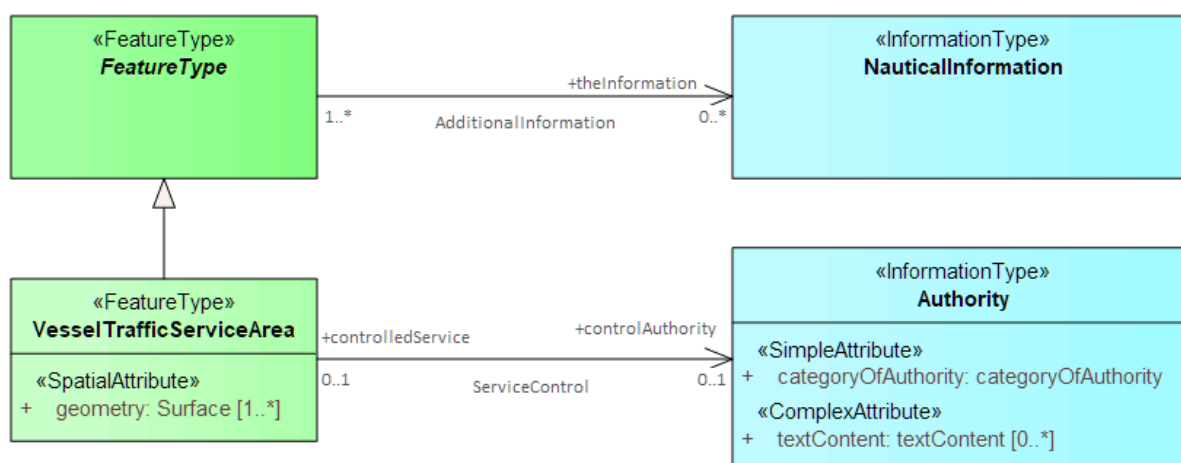 «FeatureType»
FeatureType
+theInformation
1..*
AdditionalInformation
0..*
«InformationType»
NauticalInformation
«FeatureType»
VesselTrafficServiceArea
«SpatialAttribute»
+ geometry: Surface [1..*]
+controlledService
+controlAuthority
0..1
ServiceControl
0..1
«InformationType»
Authority
«SimpleAttribute»
+ categoryOfAuthority: categoryOfAuthority
«ComplexAttribute»
+ textContent: textContent [0..*]